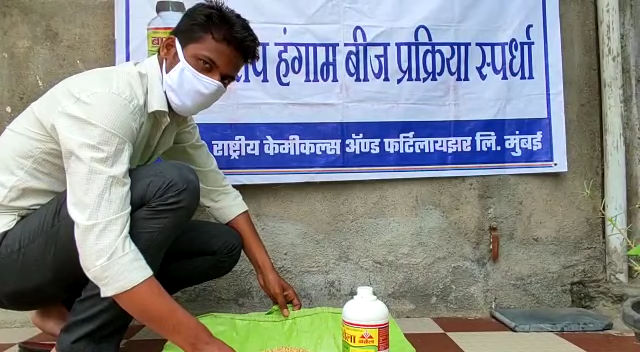 हंगाम बीज प्रक्रिया स्पर्धा
राष्ट्रीय केमीकल्स ॲण्ड फर्टिलायझर लि. मुंबई